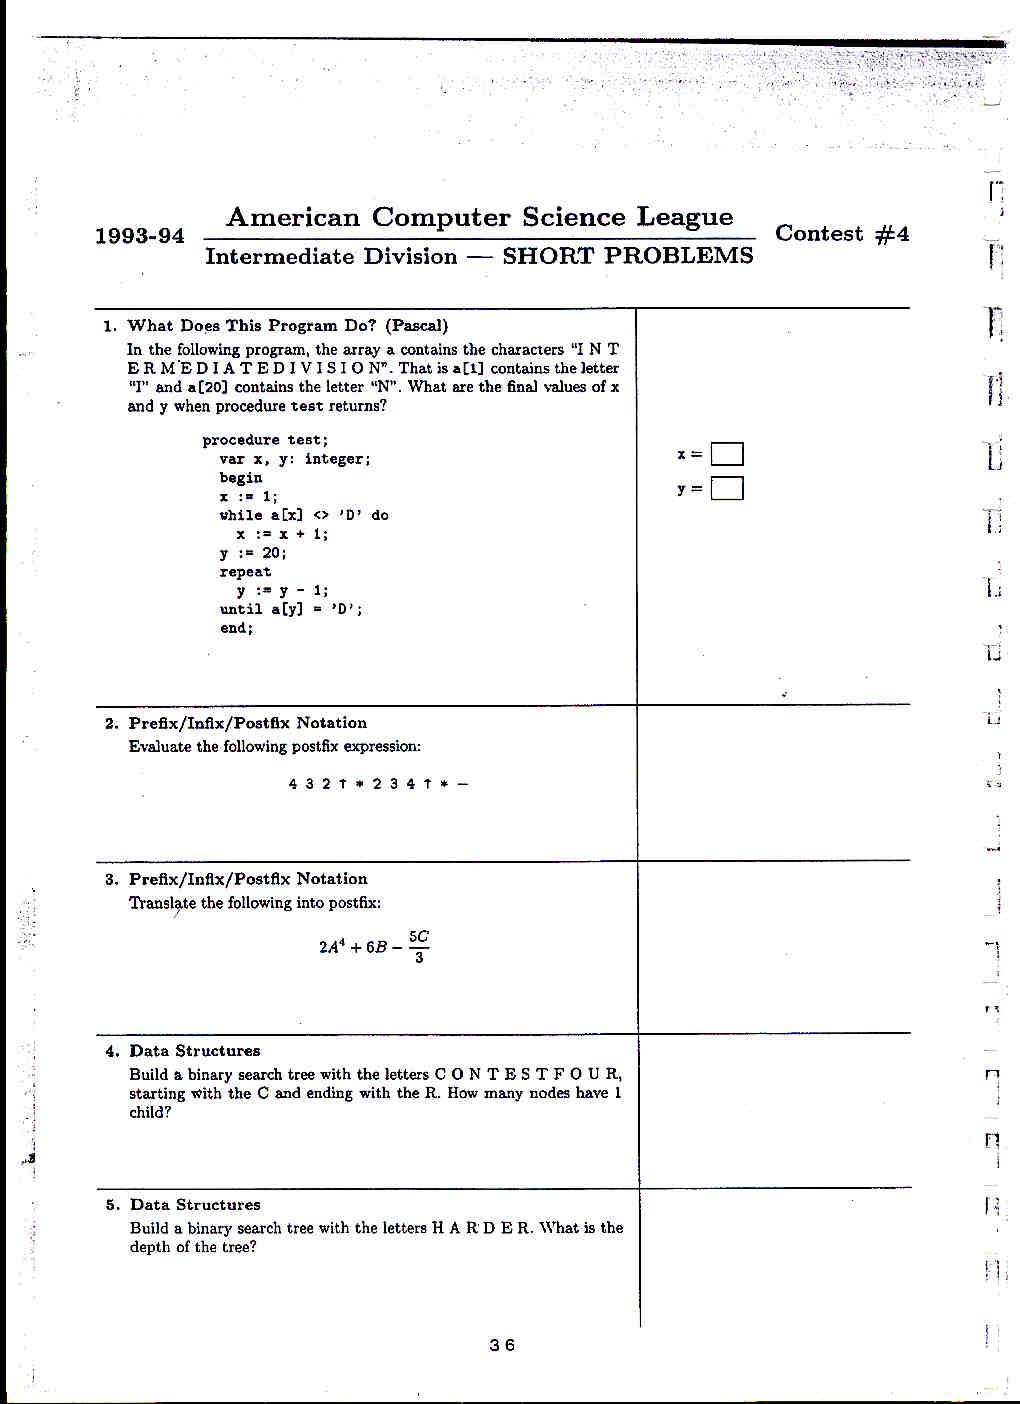 American Computer Science League
1993-94
Contest #4
Intermediate Division — SHORT PROBLEMS
1. What Does This Program Do? (Pascal)
In the following program, the array a contains the characters “I N T
E R M E D I A T E D I V I S I O N”. That is a[1] contains the letter
“I” and a[20] contains the letter “N”. What are the final values of x
and y when procedure test returns?
procedure test;
var x, y: integer;
begin
x := 1;
while a[x] <> 'D' do
x := x + 1;
y := 20;
repeat
y := y - 1;
until a[y] = 'D';
end;
x =
y =
2. Prefix/Infix/Postfix Notation
Evaluate the following postfix expression:
4 3 2 ↑ * 2 3 4 ↑ * −
3. Prefix/Infix/Postfix Notation
Translate the following into postfix:
2A⁴ + 6B − 5C/3
4. Data Structures
Build a binary search tree with the letters C O N T E S T F O U R,
starting with the C and ending with the R. How many nodes have 1
child?
5. Data Structures
Build a binary search tree with the letters H A R D E R. What is the
depth of the tree?
36